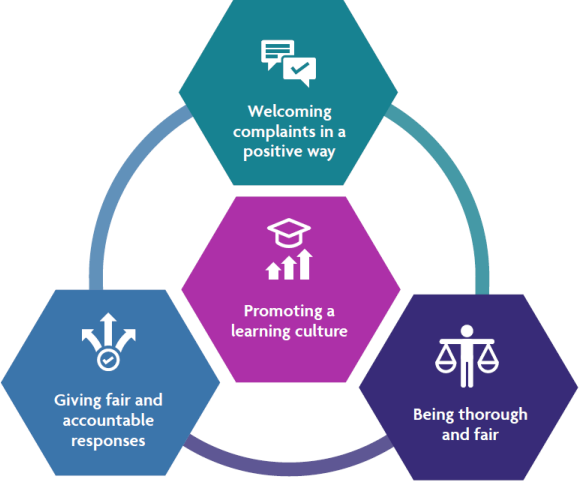 Welcoming
complaints in a
positive way
Promoting a
learning culture
Giving fair and
accountable
responses
Being thorough
and fair